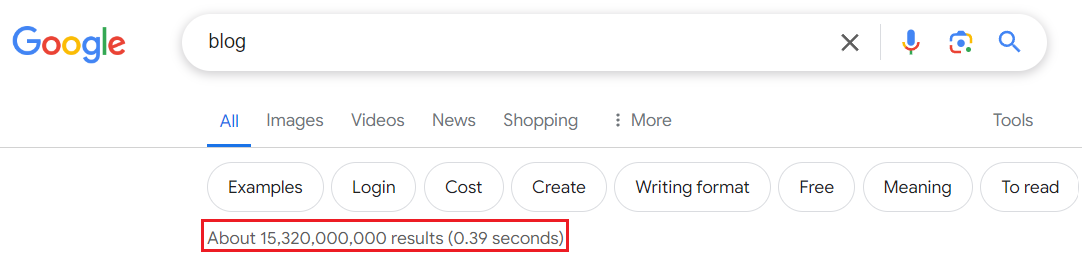 Google blog
All Images Videos News Shopping More Tools
Examples Login Cost Create Writing format Free Meaning To read
About 15,320,000,000 results (0.39 seconds)